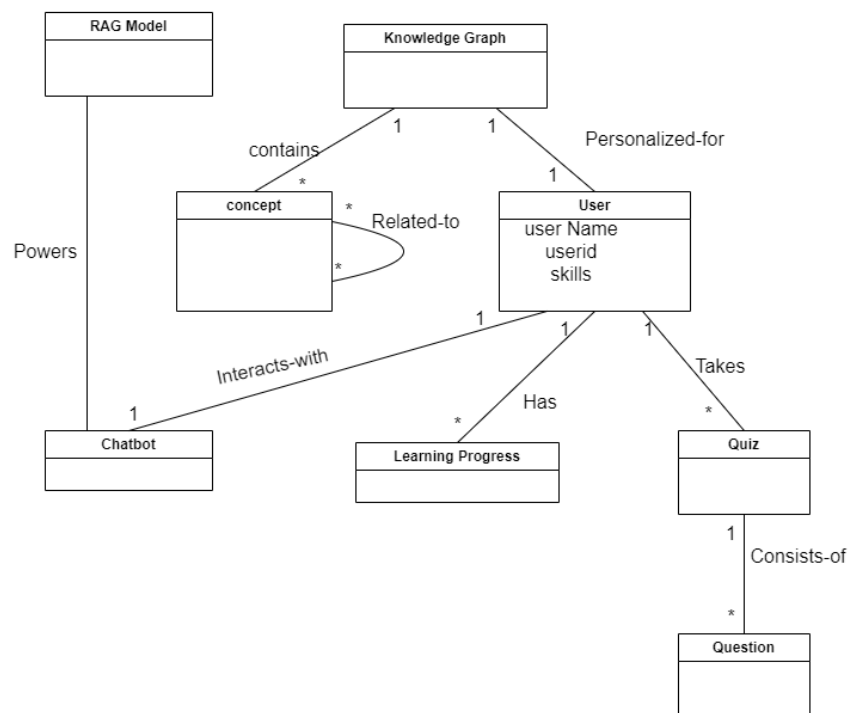 RAG Model
Knowledge Graph
1
1
Personalized-for
contains
*
1
concept
*
Related-to
*
User
user Name
userid
skills
Powers
1
1
1
Interacts-with
Takes
1
Has
*
*
Chatbot
Learning Progress
Quiz
1
Consists-of
*
Question